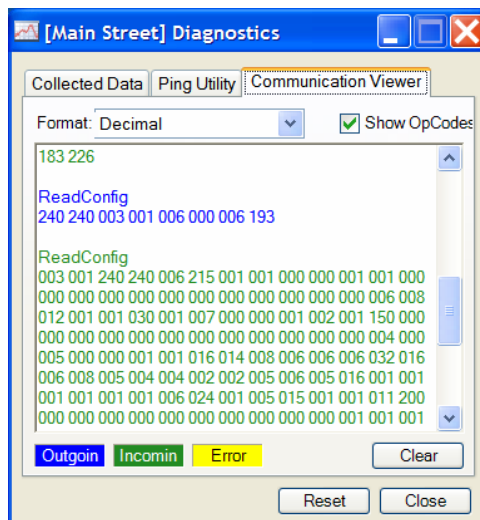 [Main Street] Diagnostics
Collected Data Ping Utility Communication Viewer
Format: Decimal Show OpCodes
183 226
ReadConfig
240 240 003 001 006 000 006 193
ReadConfig
003 001 240 240 006 215 001 001 000 000 001 001 000
000 000 000 000 000 000 000 000 000 000 000 006 008
012 001 001 030 001 007 000 000 001 002 001 150 000
000 000 000 000 000 000 000 000 000 000 000 004 000
005 000 000 001 001 016 014 008 006 006 006 032 016
006 008 005 004 004 002 002 005 006 005 016 001 001
001 001 001 001 006 024 001 005 015 001 001 011 200
000 000 000 000 000 000 000 000 000 000 001 001 001
Outgoin Incomin Error Clear
Reset Close